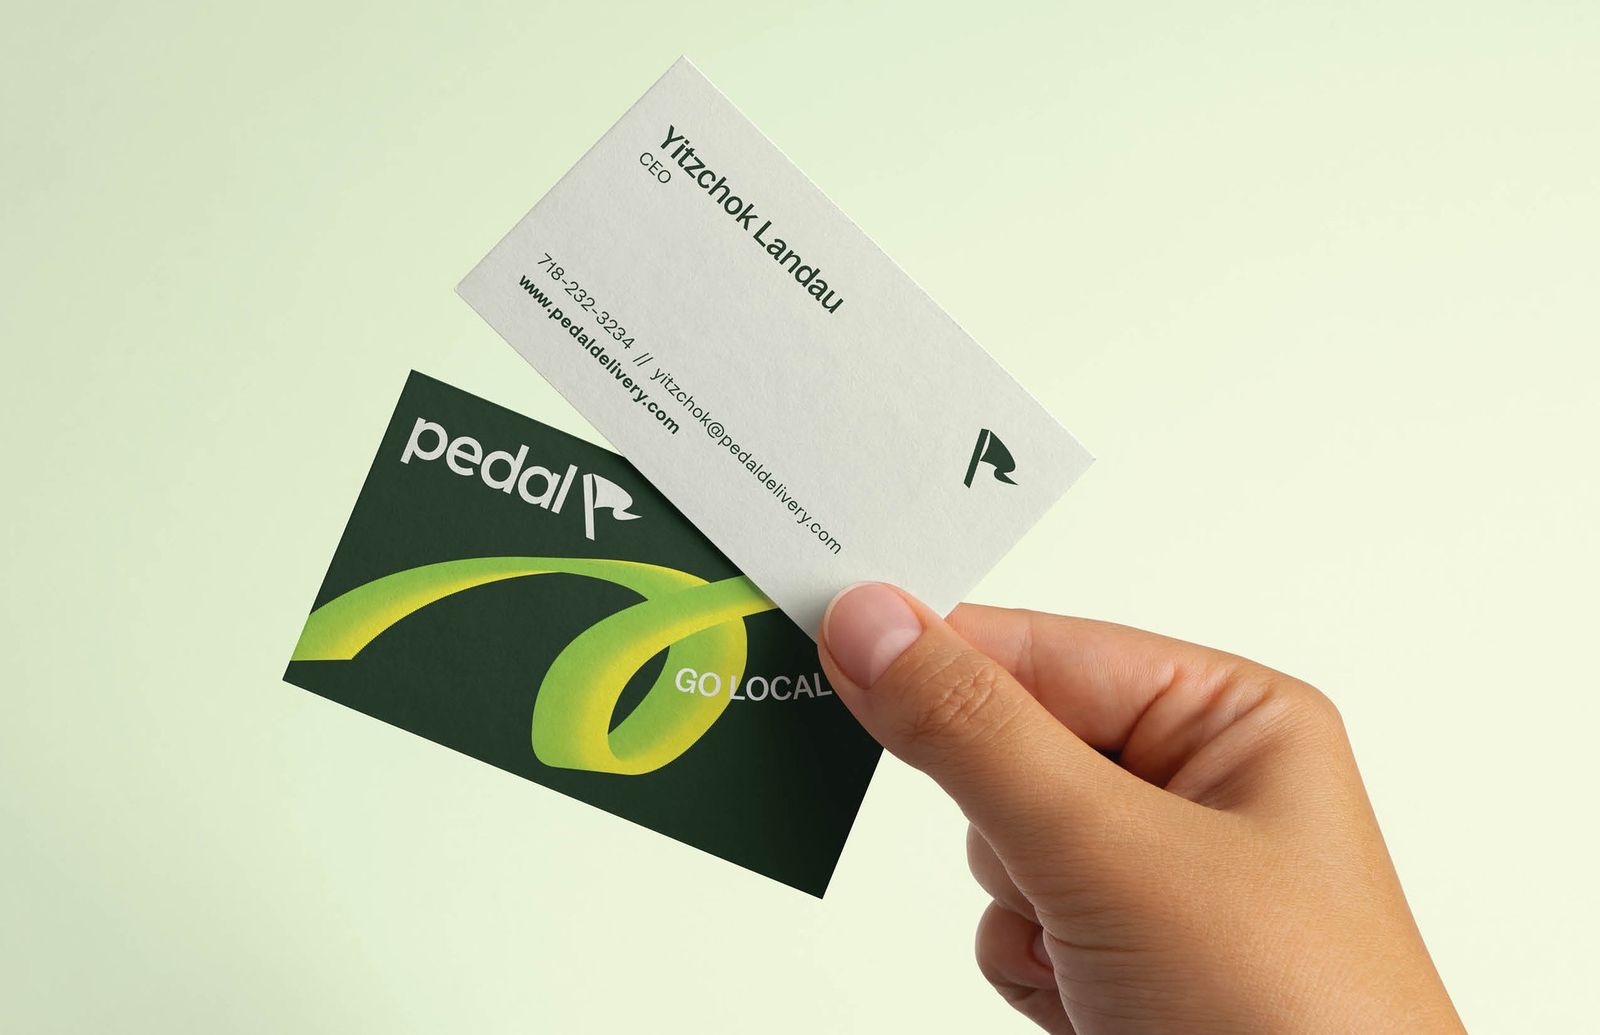 Yitzchok Landau
CEO
718-232-3234 // yitzchok@pedaldelivery.com
www.pedaldelivery.com
pedal
GO LOCAL